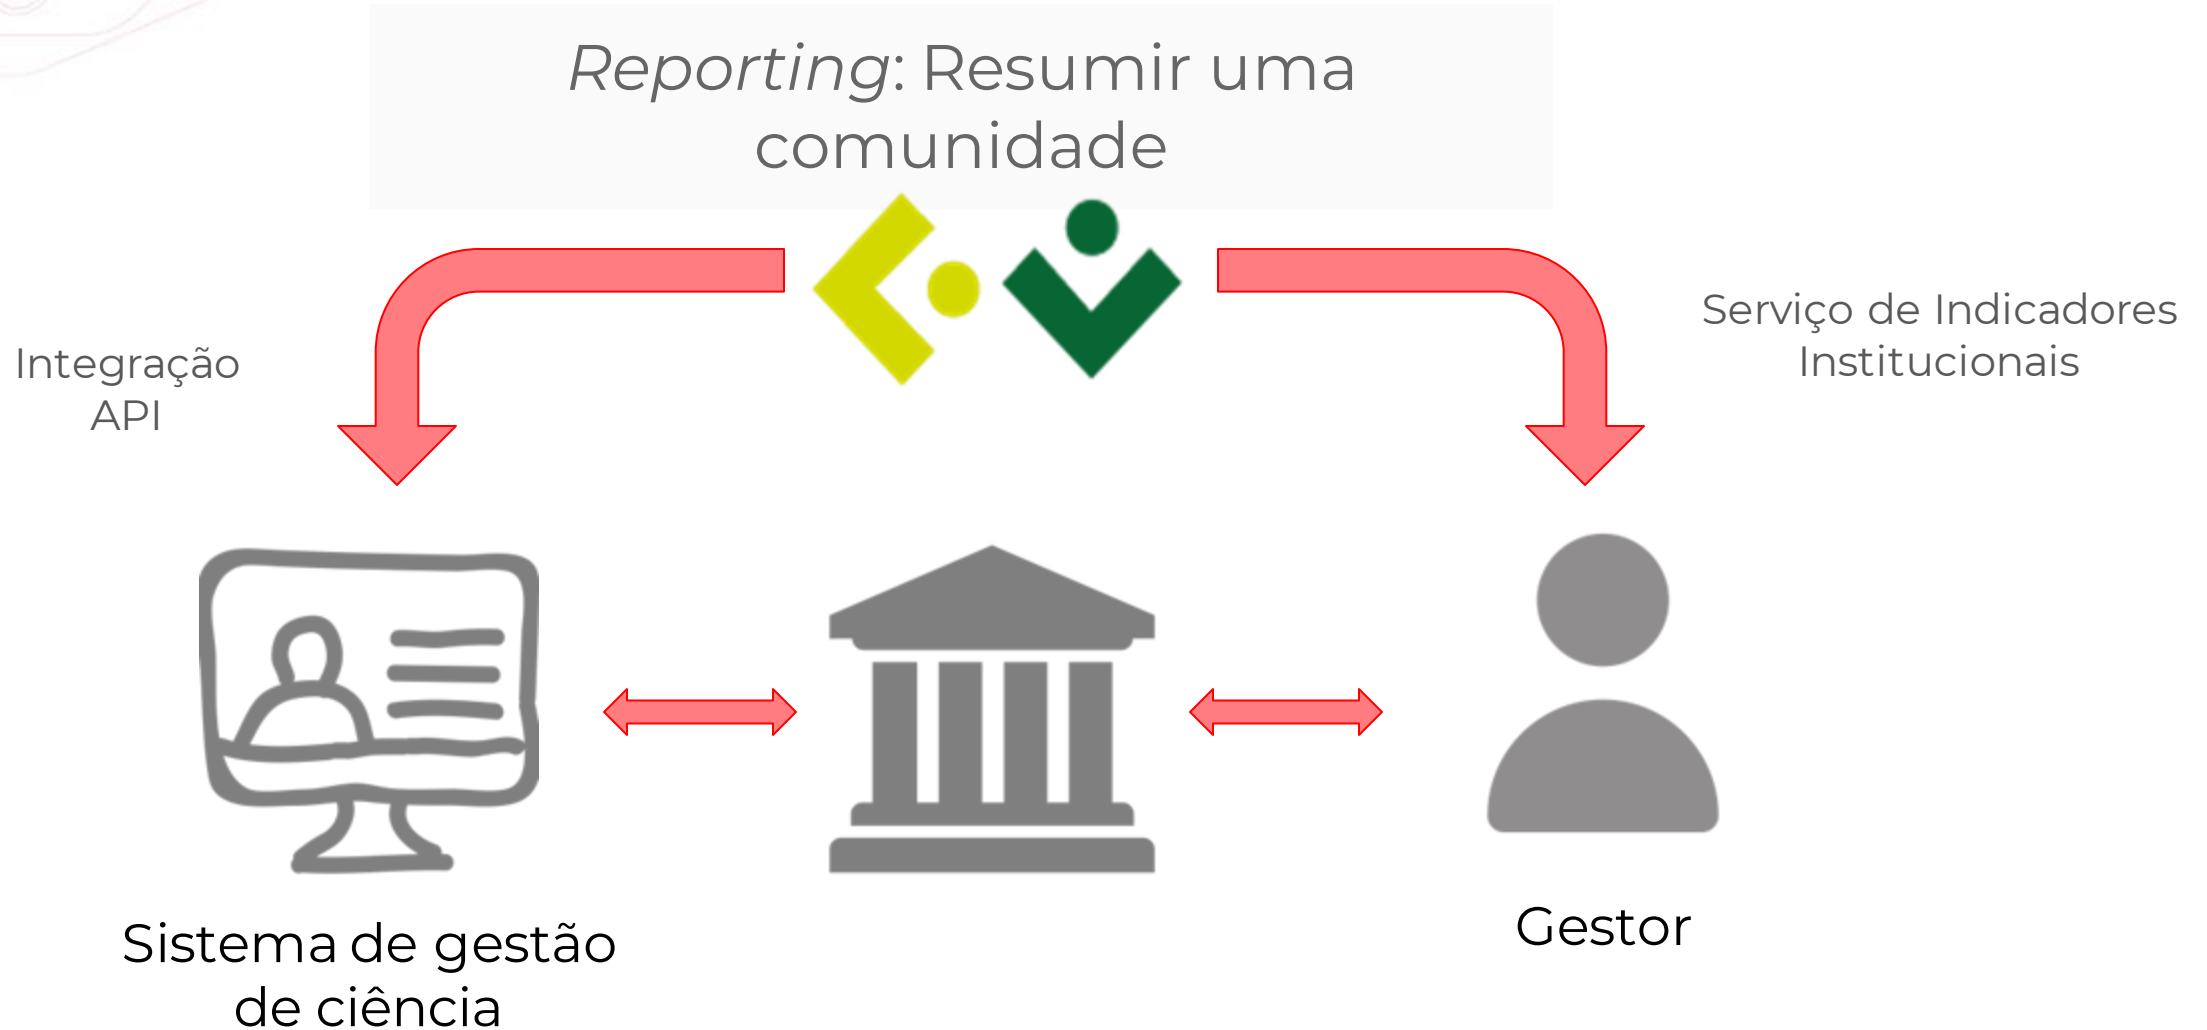 Reporting: Resumir uma
comunidade
Integração
API
Serviço de Indicadores
Institucionais
Sistema de gestão
de ciência
Gestor